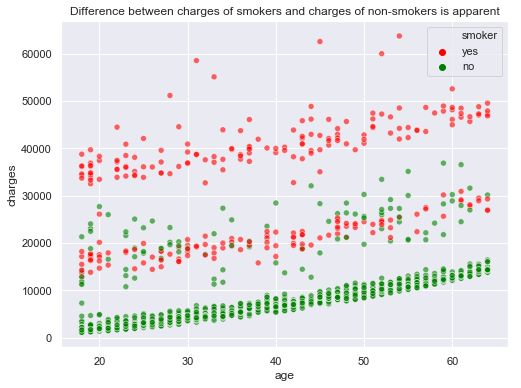 Difference between charges of smokers and charges of non-smokers is apparent
smoker
yes
no
60000
50000
40000
30000
20000
10000
0
charges
20 30 40 50 60
age